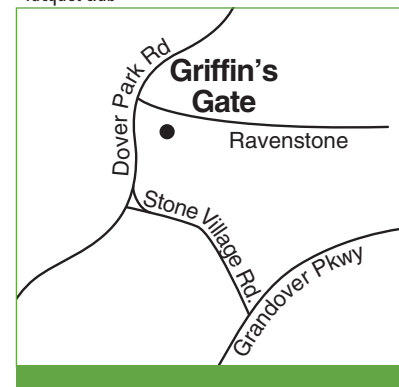 Dover Park Rd
Griffin's
Gate
Ravenstone
Stone Village Rd.
Grandover Pkwy